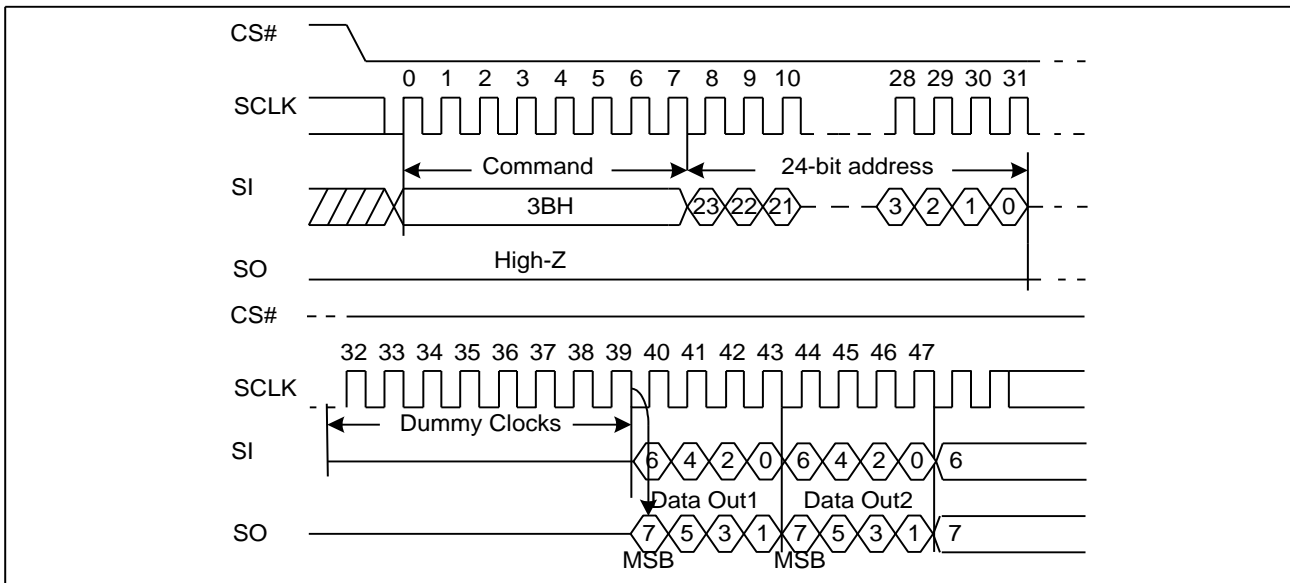 CS#
0 1 2 3 4 5 6 7 8 9 10 28 29 30 31
SCLK
Command 24-bit address
SI
3BH 23 22 21 3 2 1 0
High-Z
SO
CS#
32 33 34 35 36 37 38 39 40 41 42 43 44 45 46 47
SCLK
Dummy Clocks
SI
6 4 2 0 6 4 2 0 6
Data Out1 Data Out2
SO
7 5 3 1 7 5 3 1 7
MSB MSB